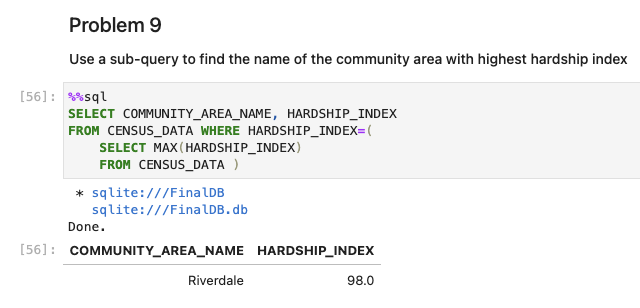 Problem 9
Use a sub-query to find the name of the community area with highest hardship index
[56]: %%sql
SELECT COMMUNITY_AREA_NAME, HARDSHIP_INDEX
FROM CENSUS_DATA WHERE HARDSHIP_INDEX=(
    SELECT MAX(HARDSHIP_INDEX)
    FROM CENSUS_DATA )
* sqlite:///FinalDB
sqlite:///FinalDB.db
Done.
[56]: COMMUNITY_AREA_NAME HARDSHIP_INDEX
Riverdale 98.0